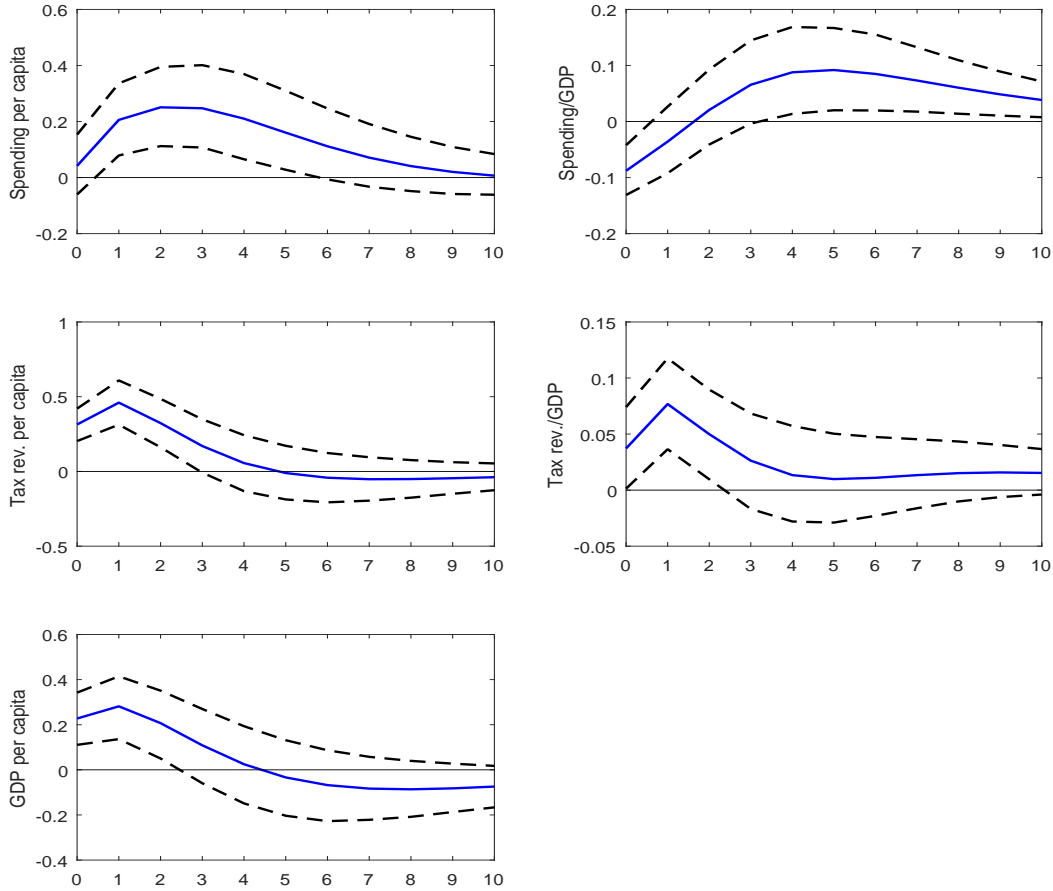 0.6
0.4
0.2
0
-0.2
Spending per capita
0 1 2 3 4 5 6 7 8 9 10
0.2
0.1
0
-0.1
-0.2
Spending/GDP
0 1 2 3 4 5 6 7 8 9 10
1
0.5
0
-0.5
Tax rev. per capita
0 1 2 3 4 5 6 7 8 9 10
0.15
0.1
0.05
0
-0.05
Tax rev./GDP
0 1 2 3 4 5 6 7 8 9 10
0.6
0.4
0.2
0
-0.2
-0.4
GDP per capita
0 1 2 3 4 5 6 7 8 9 10